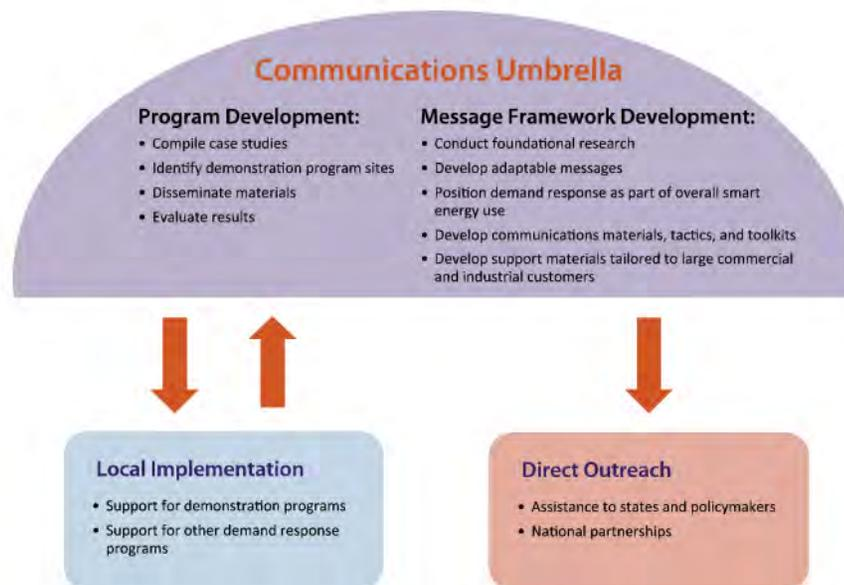 Communications Umbrella
Program Development:
• Compile case studies
• Identify demonstration program sites
• Disseminate materials
• Evaluate results
Message Framework Development:
• Conduct foundational research
• Develop adaptable messages
• Position demand response as part of overall smart
energy use
• Develop communications materials, tactics, and toolkits
• Develop support materials tailored to large commercial
and industrial customers
Local Implementation
• Support for demonstration programs
• Support for other demand response
programs
Direct Outreach
• Assistance to states and policymakers
• National partnerships